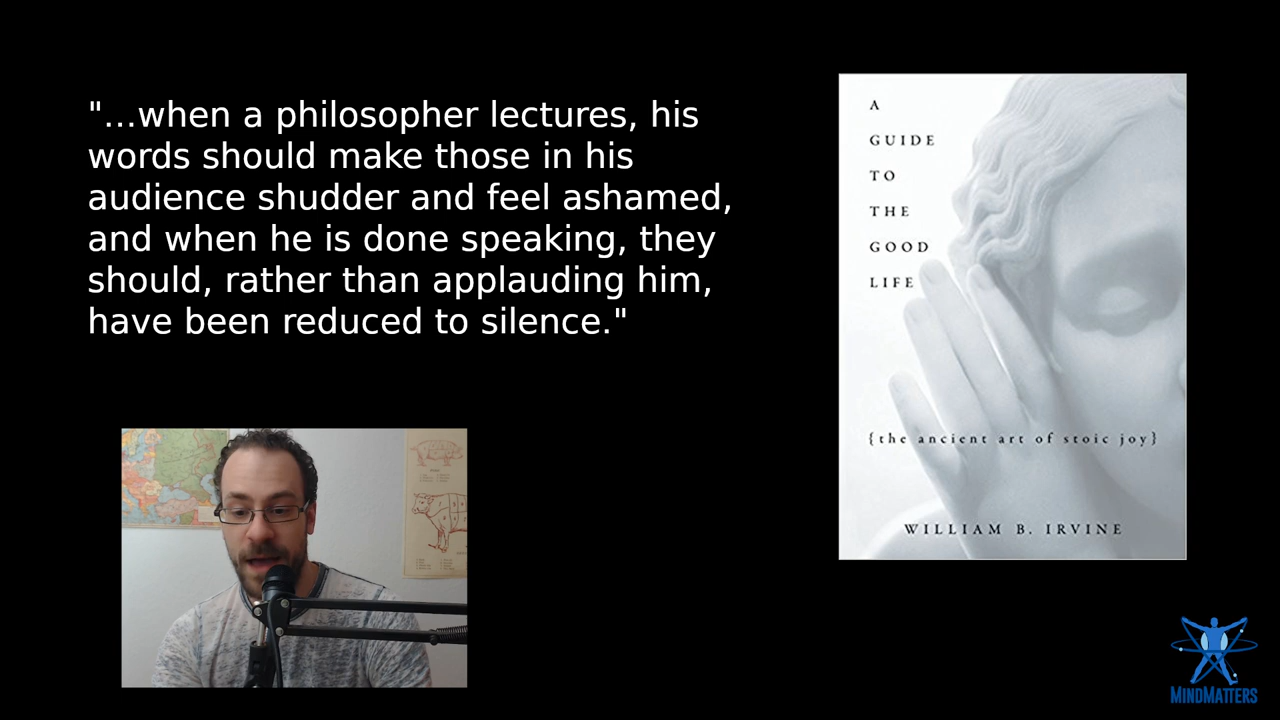 "...when a philosopher lectures, his
words should make those in his
audience shudder and feel ashamed,
and when he is done speaking, they
should, rather than applauding him,
have been reduced to silence."
A
GUIDE
TO
THE
GOOD
LIFE
{the ancient art of stoic joy}
WILLIAM B. IRVINE
MINDMATTERS